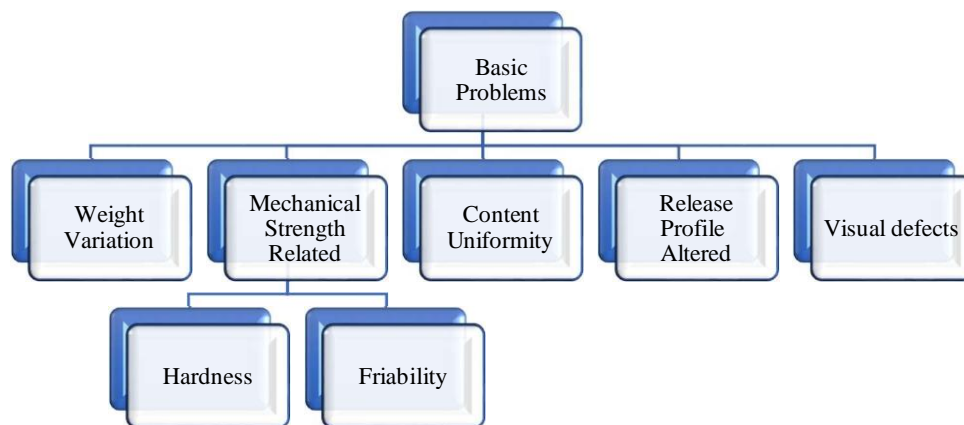 Basic
Problems
Weight
Variation
Mechanical
Strength
Related
Content
Uniformity
Release
Profile
Altered
Visual defects
Hardness
Friability